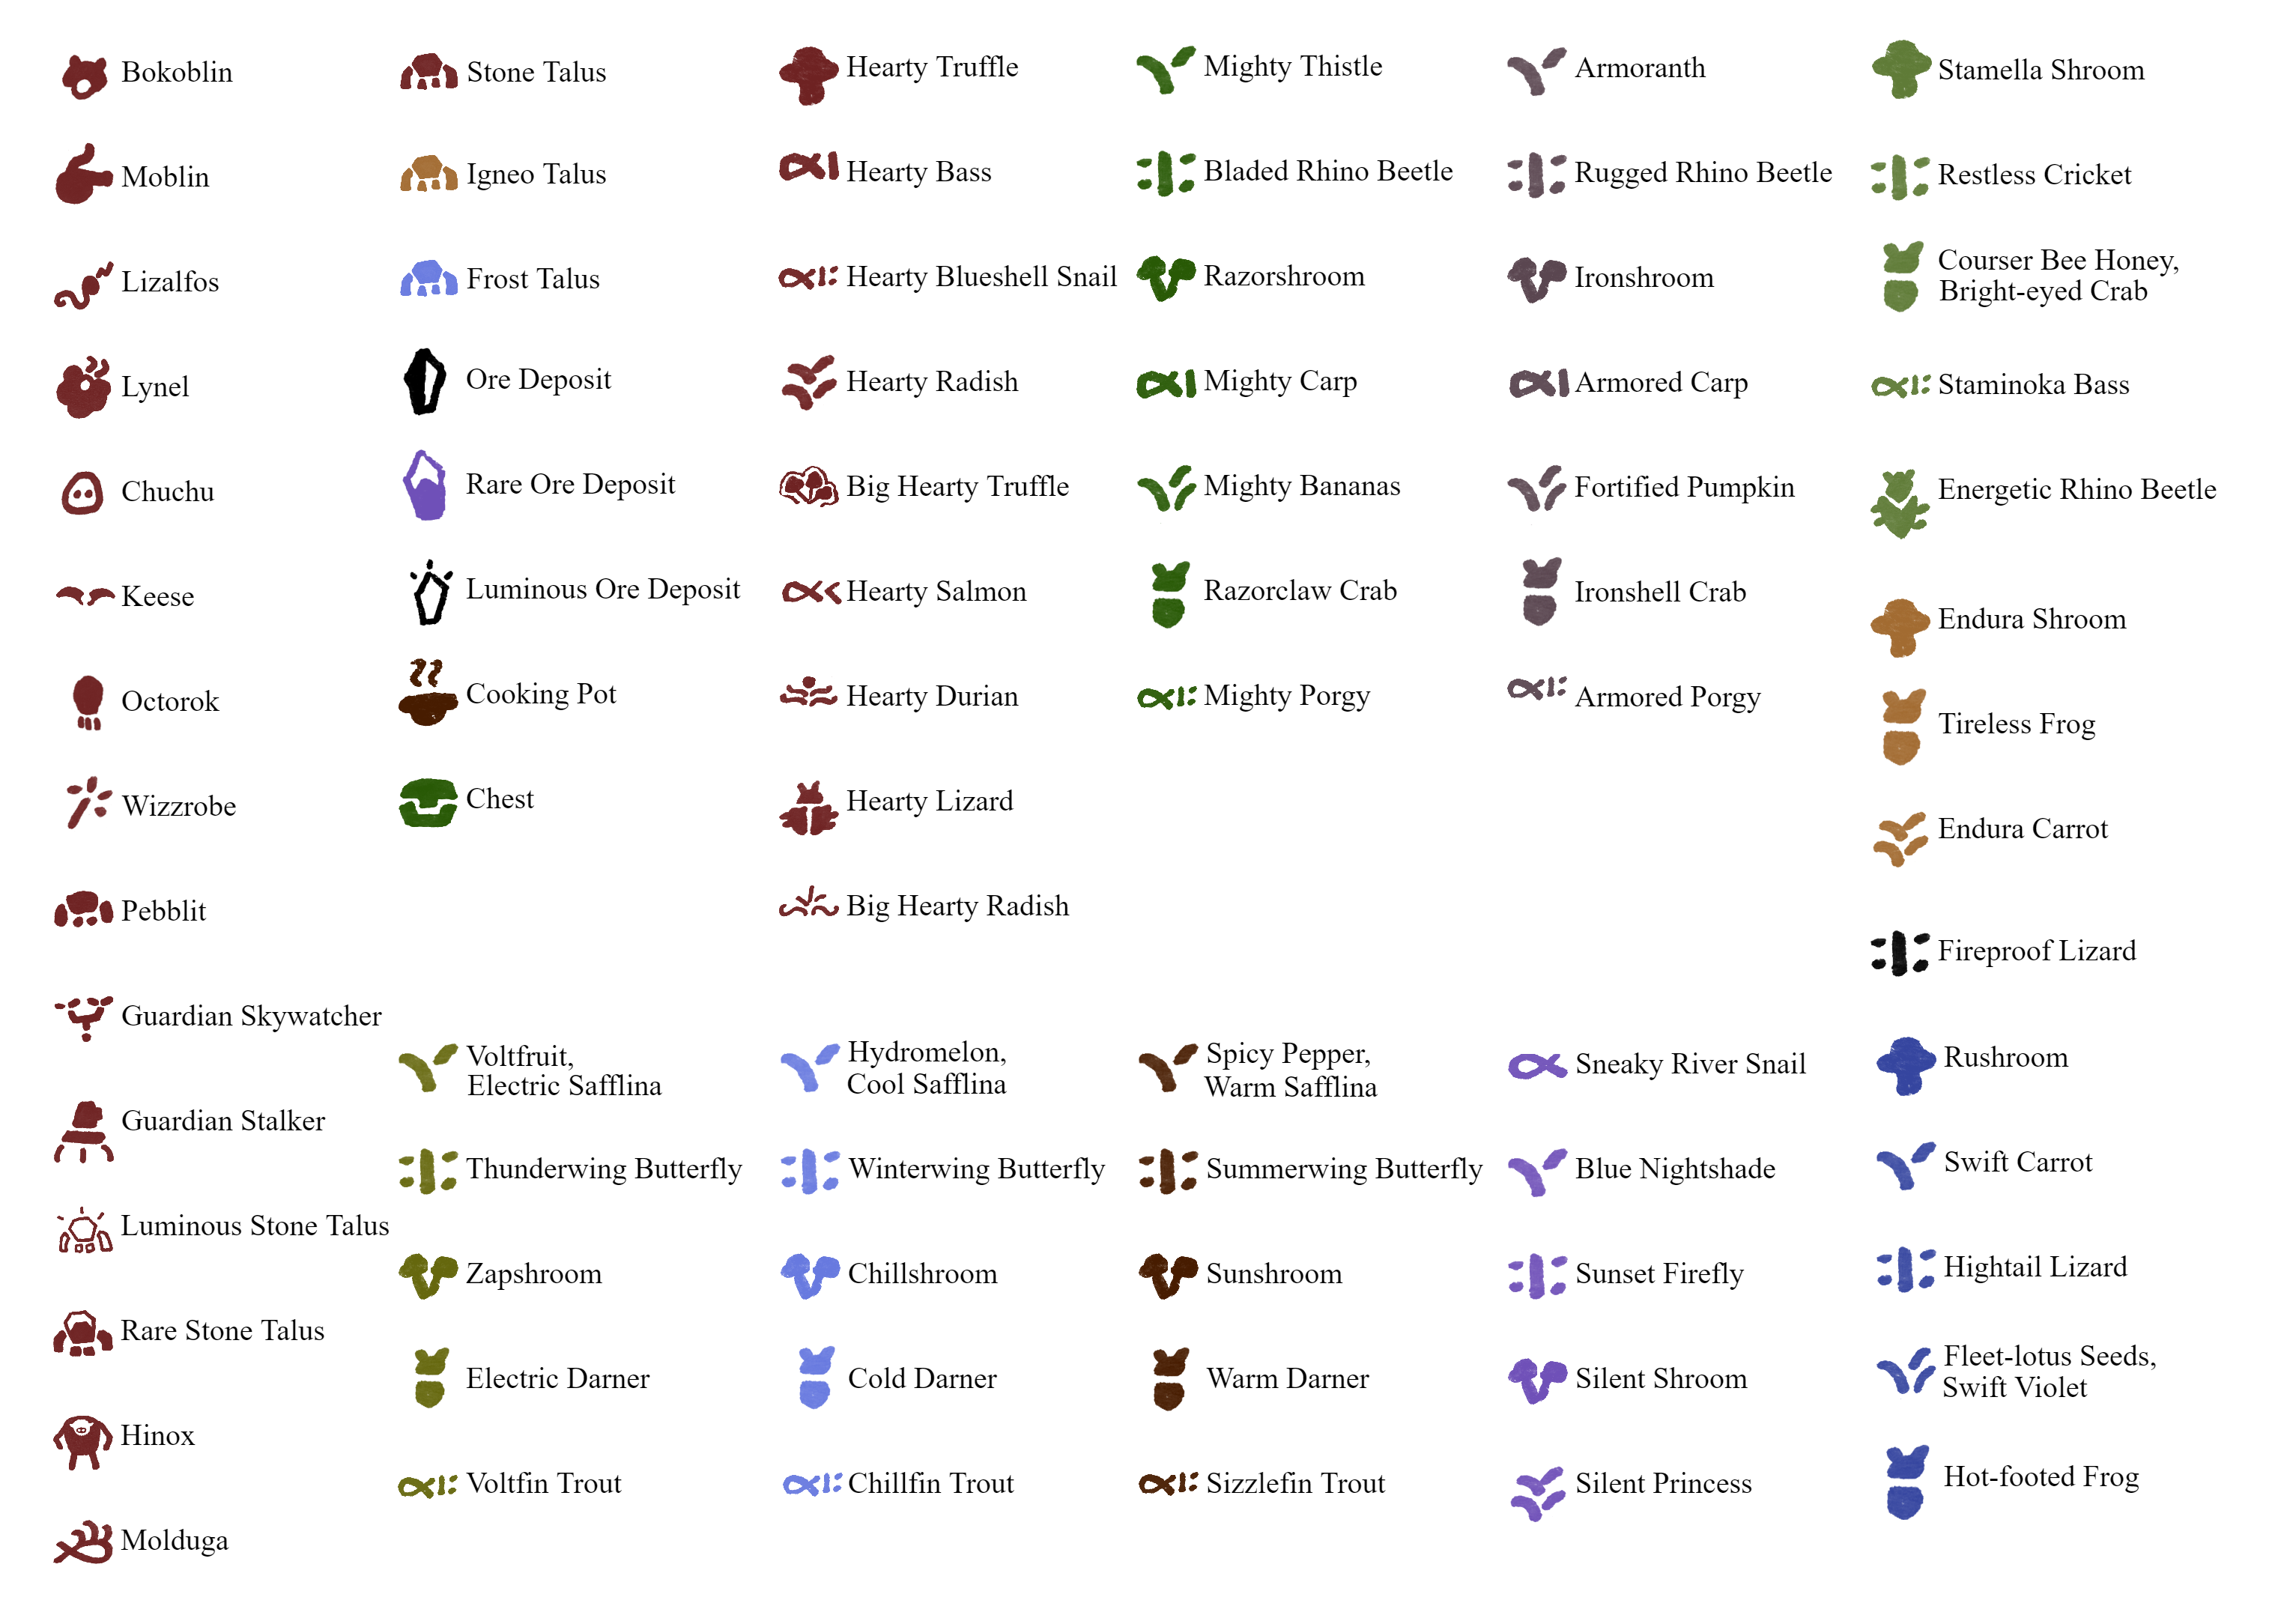 Bokoblin
Moblin
Lizalfos
Lynel
Chuchu
Keese
Octorok
Wizzrobe
Pebblit
Guardian Skywatcher
Guardian Stalker
Luminous Stone Talus
Rare Stone Talus
Hinox
Molduga
Stone Talus
Igneo Talus
Frost Talus
Ore Deposit
Rare Ore Deposit
Luminous Ore Deposit
Cooking Pot
Chest
Hearty Truffle
Hearty Bass
Hearty Blueshell Snail
Hearty Radish
Big Hearty Truffle
Hearty Salmon
Hearty Durian
Hearty Lizard
Big Hearty Radish
Mighty Thistle
Bladed Rhino Beetle
Razorshroom
Mighty Carp
Mighty Bananas
Razorclaw Crab
Mighty Porgy
Armoranth
Rugged Rhino Beetle
Ironshroom
Armored Carp
Fortified Pumpkin
Ironshell Crab
Armored Porgy
Stamella Shroom
Restless Cricket
Courser Bee Honey,
Bright-eyed Crab
Staminoka Bass
Energetic Rhino Beetle
Endura Shroom
Tireless Frog
Endura Carrot
Fireproof Lizard
Voltfruit,
Electric Safflina
Thunderwing Butterfly
Zapshroom
Electric Darner
Voltfin Trout
Hydromelon,
Cool Safflina
Winterwing Butterfly
Chillshroom
Cold Darner
Chillfin Trout
Spicy Pepper,
Warm Safflina
Summerwing Butterfly
Sunshroom
Warm Darner
Sizzlefin Trout
Sneaky River Snail
Blue Nightshade
Sunset Firefly
Silent Shroom
Silent Princess
Rushroom
Swift Carrot
Hightail Lizard
Fleet-lotus Seeds,
Swift Violet
Hot-footed Frog